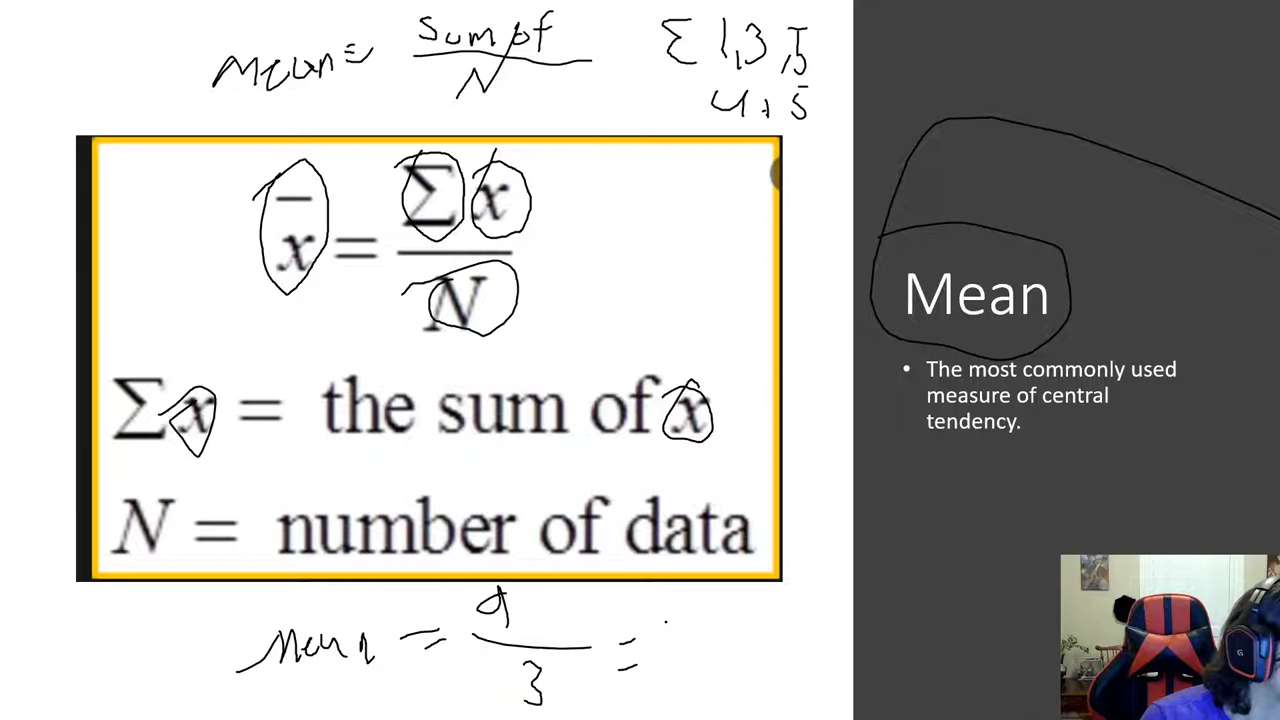 Mean =
Sum of
N
Σ 1,3,5
4+5
x̄ = Σx
N
Σx = the sum of x
N = number of data
Mean
• The most commonly used
measure of central
tendency.
Mean = 9
3 =